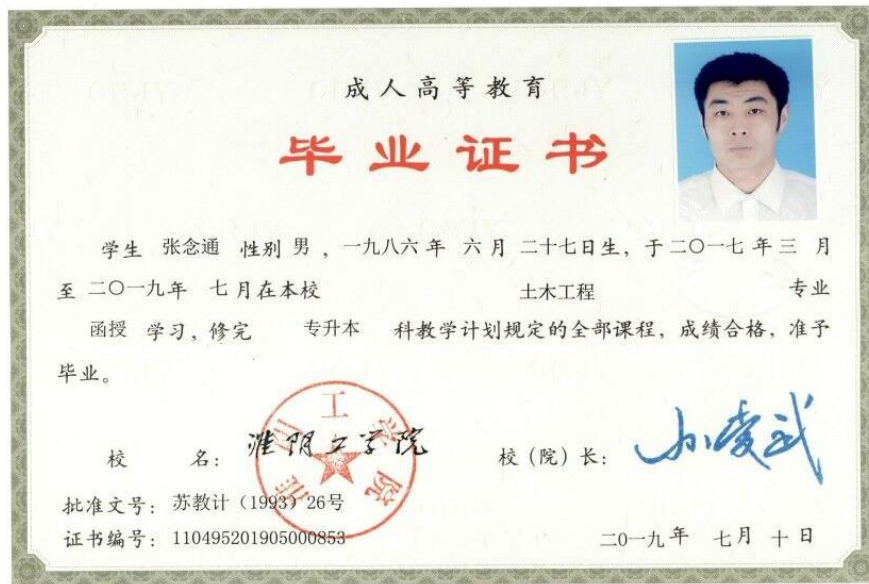 成人高等教育
毕业证书
学生 张念通 性别 男 ，一九八六 年 六 月 二十七日生，于 二〇一七 年 三 月
至 二〇一九年 七 月在本校 土木工程 专业
函授 学习，修完 专升本 科教学计划规定的全部课程，成绩合格，准予
毕业。
校 名： 淮阴工学院 校（院）长：
淮阴工学院
批准文号：苏教计（1993）26号
证书编号：110495201905000853
二〇一九年 七月 十日